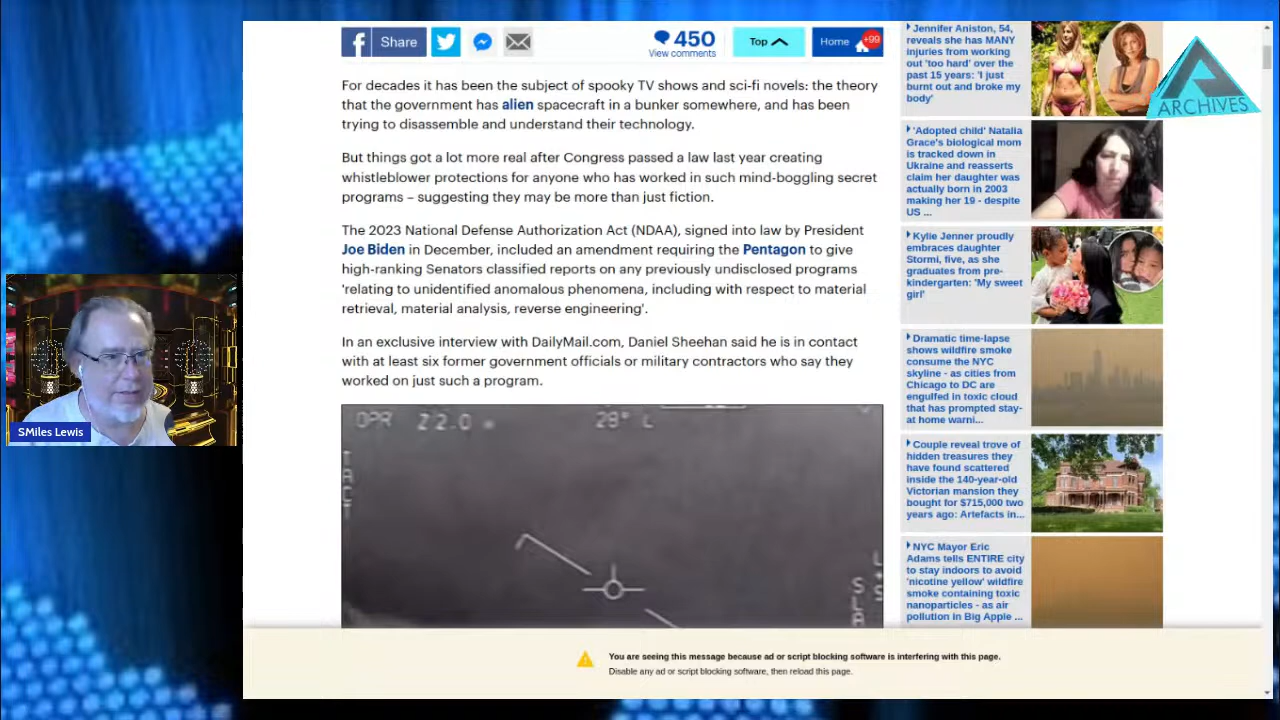 Share
450
View comments
Top
Home
+99
For decades it has been the subject of spooky TV shows and sci-fi novels: the theory
that the government has alien spacecraft in a bunker somewhere, and has been
trying to disassemble and understand their technology.
But things got a lot more real after Congress passed a law last year creating
whistleblower protections for anyone who has worked in such mind-boggling secret
programs – suggesting they may be more than just fiction.
The 2023 National Defense Authorization Act (NDAA), signed into law by President
Joe Biden in December, included an amendment requiring the Pentagon to give
high-ranking Senators classified reports on any previously undisclosed programs
'relating to unidentified anomalous phenomena, including with respect to material
retrieval, material analysis, reverse engineering'.
In an exclusive interview with DailyMail.com, Daniel Sheehan said he is in contact
with at least six former government officials or military contractors who say they
worked on just such a program.
OPR Z 2.0 28° L
TACT
L+S
SLA
Jennifer Aniston, 54,
reveals she has MANY
injuries from working
out 'too hard' over the
past 15 years: 'I just
burnt out and broke my
body'
'Adopted child' Natalia
Grace's biological mom
is tracked down in
Ukraine and reasserts
claim her daughter was
actually born in 2003
making her 19 - despite
US ...
Kylie Jenner proudly
embraces daughter
Stormi, five, as she
graduates from pre-
kindergarten: 'My sweet
girl'
Dramatic time-lapse
shows wildfire smoke
consume the NYC
skyline - as cities from
Chicago to DC are
engulfed in toxic cloud
that has prompted stay-
at home warni...
Couple reveal trove of
hidden treasures they
have found scattered
inside the 140-year-old
Victorian mansion they
bought for $715,000 two
years ago: Artefacts in...
NYC Mayor Eric
Adams tells ENTIRE city
to stay indoors to avoid
'nicotine yellow' wildfire
smoke containing toxic
nanoparticles - as air
pollution in Big Apple ...
ARCHIVES
SMiles Lewis
You are seeing this message because ad or script blocking software is interfering with this page.
Disable any ad or script blocking software, then reload this page.